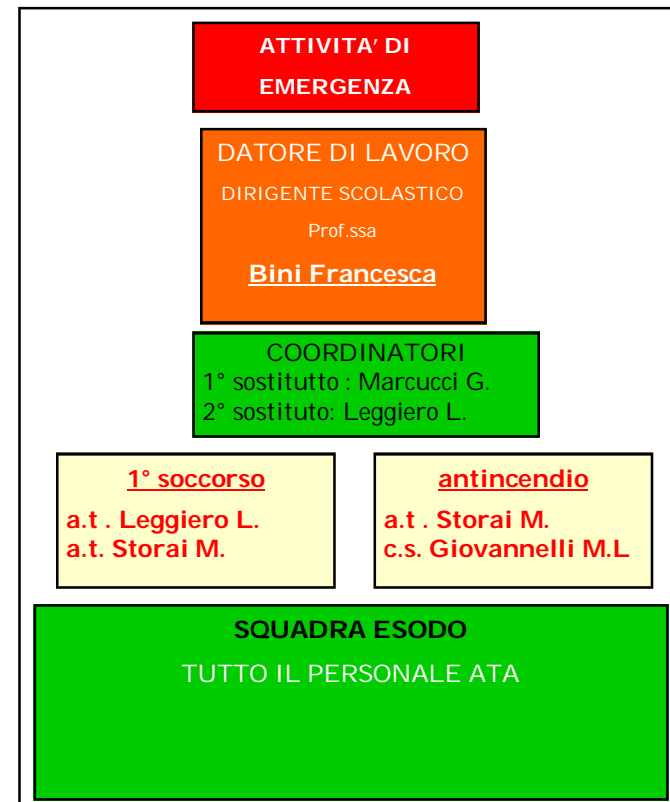 ATTIVITA’ DI
EMERGENZA
DATORE DI LAVORO
DIRIGENTE SCOLASTICO
Prof.ssa
Bini Francesca
COORDINATORI
1° sostitutto : Marcucci G.
2° sostituto: Leggiero L.
1° soccorso
a.t . Leggiero L.
a.t. Storai M.
antincendio
a.t . Storai M.
c.s. Giovannelli M.L
SQUADRA ESODO
TUTTO IL PERSONALE ATA